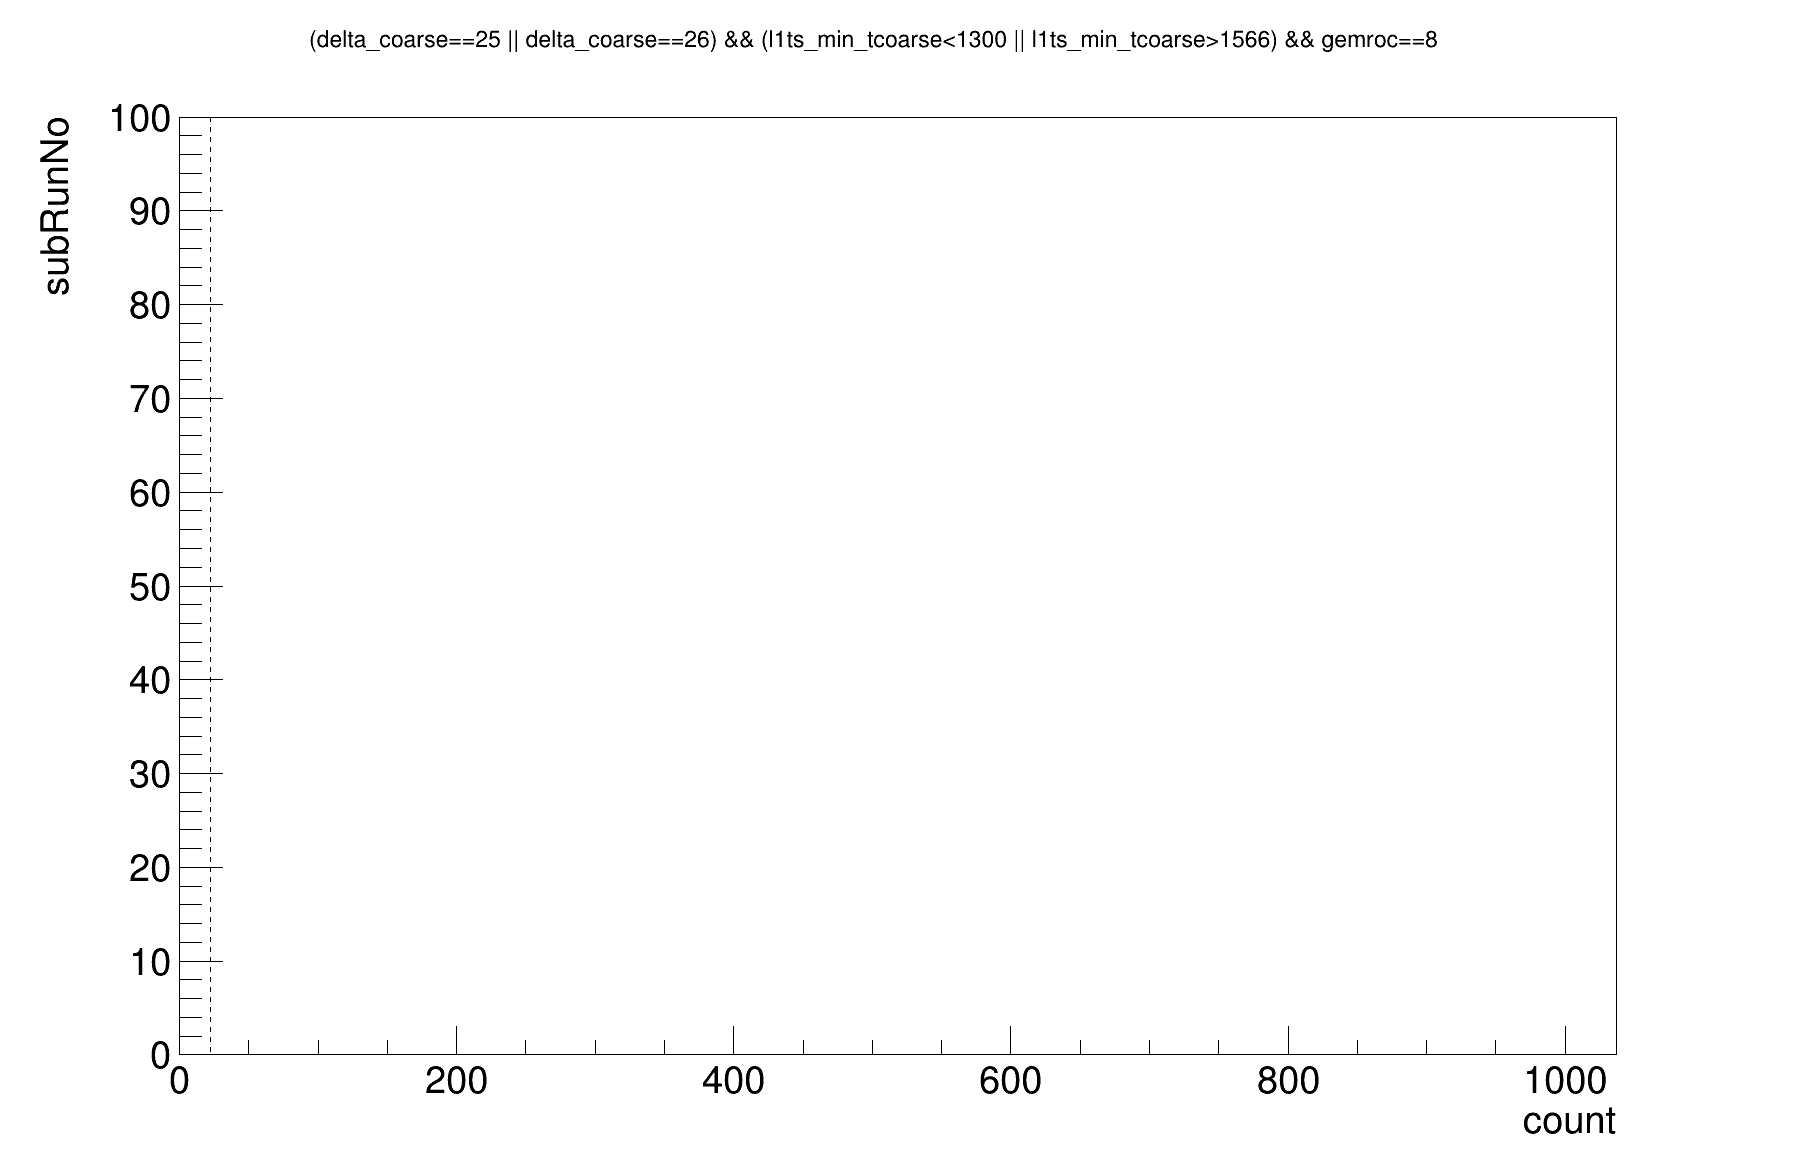 (delta_coarse==25 || delta_coarse==26) && (l1ts_min_tcoarse<1300 || l1ts_min_tcoarse>1566) && gemroc==8
subRunNo
100
90
80
70
60
50
40
30
20
10
0
0 200 400 600 800 1000
count